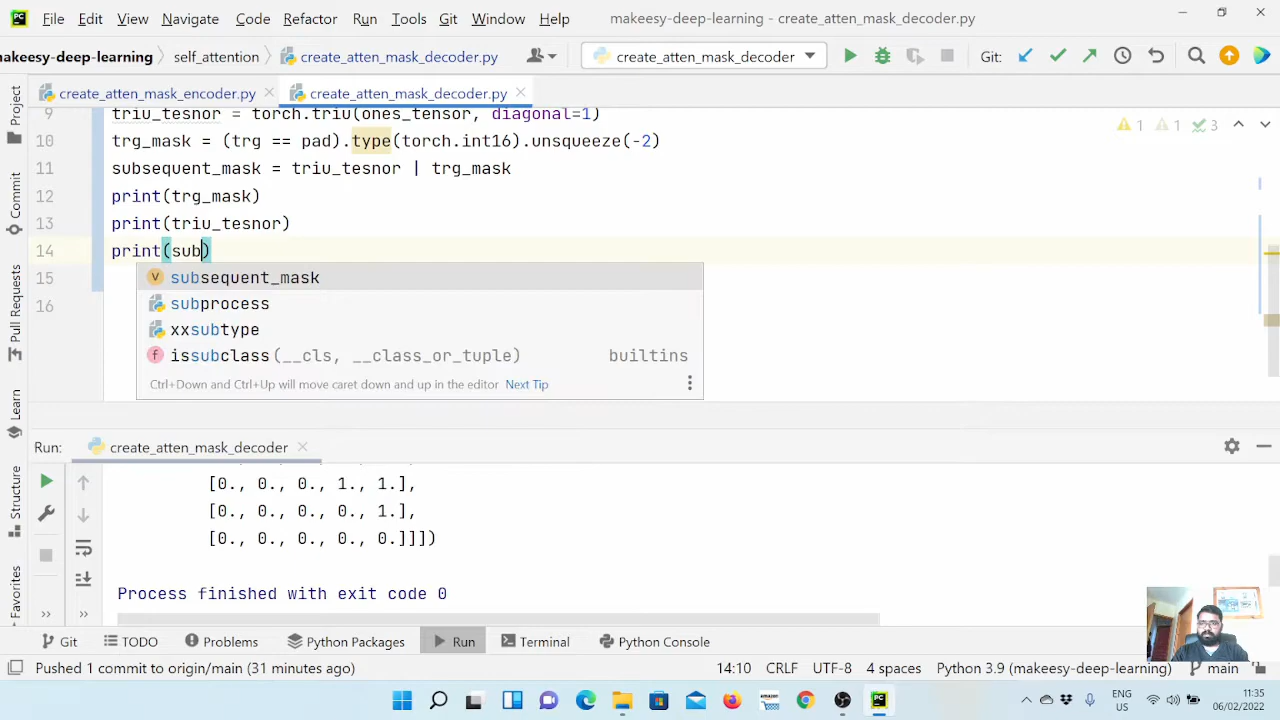 PC File Edit View Navigate Code Refactor Run Tools Git Window Help makeesy-deep-learning - create_atten_mask_decoder.py
makeesy-deep-learning self_attention create_atten_mask_decoder.py create_atten_mask_decoder Git:
create_atten_mask_encoder.py create_atten_mask_decoder.py
Project
Commit
Pull Requests
Learn
Structure
Favorites
9 triu_tesnor = torch.triu(ones_tensor, diagonal=1)
10 trg_mask = (trg == pad).type(torch.int16).unsqueeze(-2)
11 subsequent_mask = triu_tesnor | trg_mask
12 print(trg_mask)
13 print(triu_tesnor)
14 print(sub)
15
16
1 1 3
V subsequent_mask
subprocess
xxsubtype
f issubclass(__cls, __class_or_tuple) builtins
Ctrl+Down and Ctrl+Up will move caret down and up in the editor Next Tip
Run: create_atten_mask_decoder
[0., 0., 0., 1., 1.],
[0., 0., 0., 0., 1.],
[0., 0., 0., 0., 0.]]])
Process finished with exit code 0
Git TODO Problems Python Packages Run Terminal Python Console
Pushed 1 commit to origin/main (31 minutes ago) 14:10 CRLF UTF-8 4 spaces Python 3.9 (makeesy-deep-learning) main
ENG
US
11:35
06/02/2022